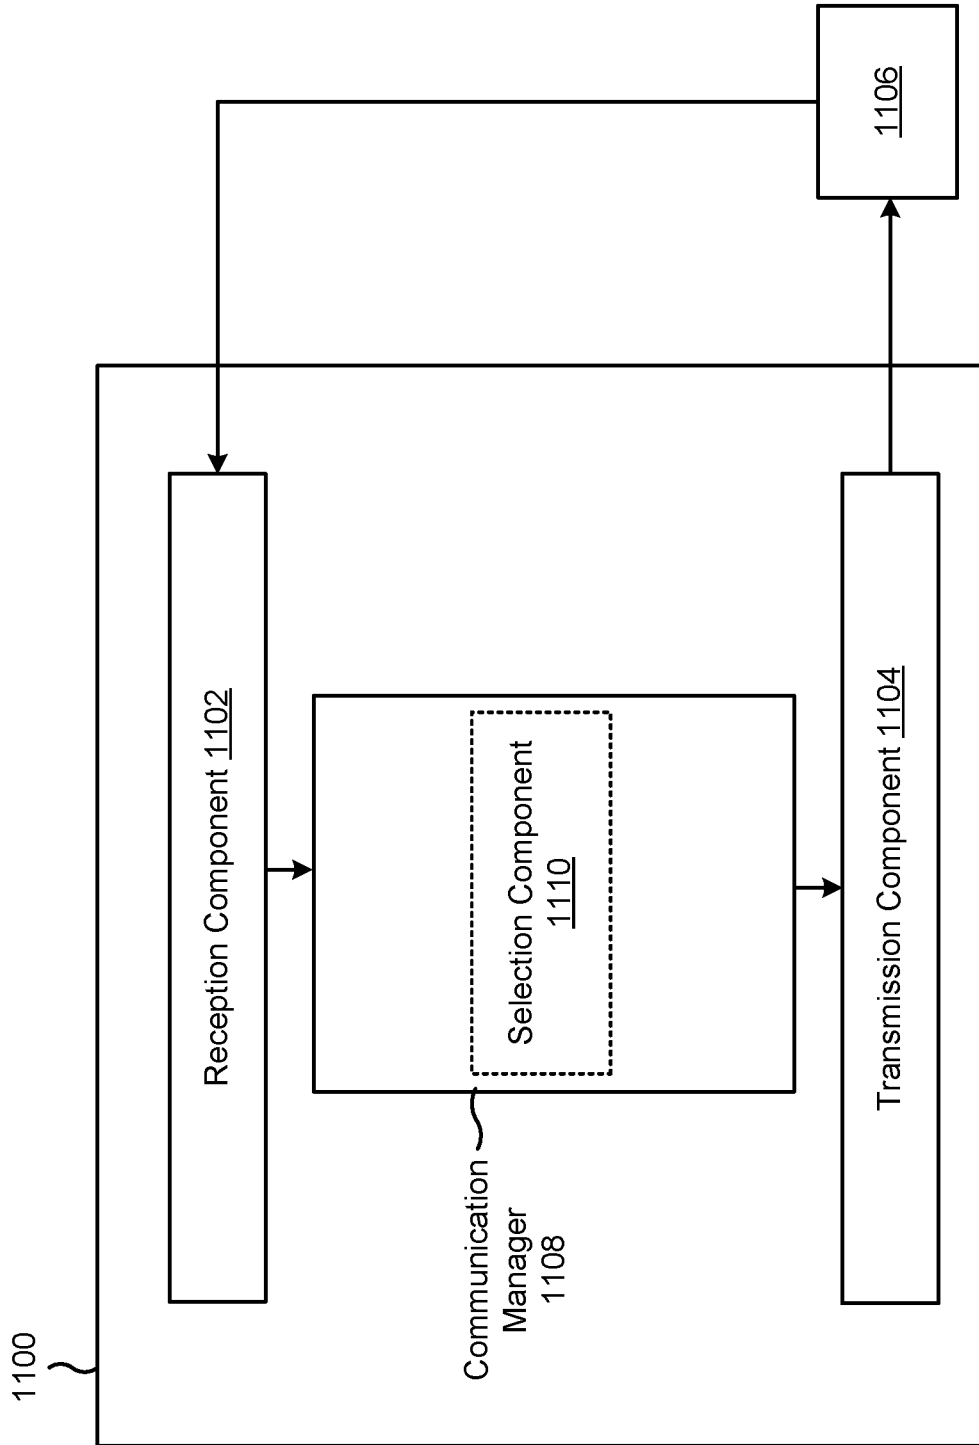 1100
Reception Component 1102
Communication
Manager
1108
Selection Component
1110
Transmission Component 1104
1106